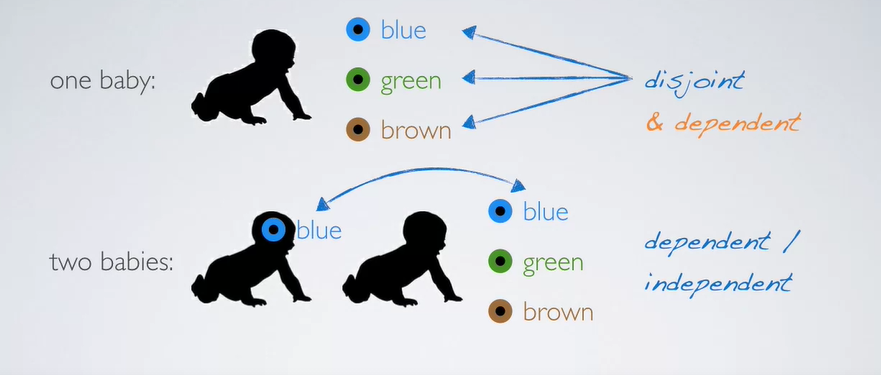 blue
one baby:
green
disjoint
& dependent
brown
blue
blue
two babies:
green
dependent /
independent
brown